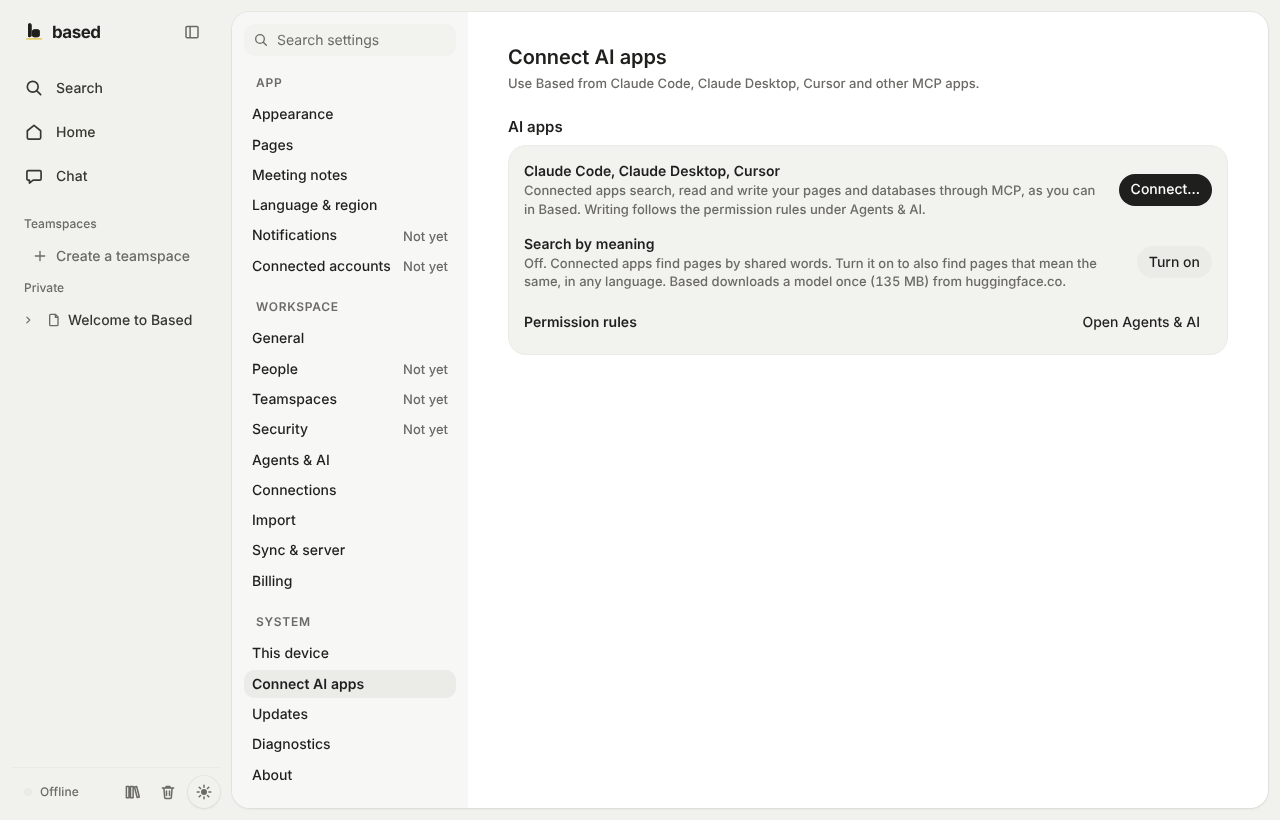 based
Search
Home
Chat
Teamspaces
Create a teamspace
Private
Welcome to Based
Offline
Search settings
APP
Appearance
Pages
Meeting notes
Language & region
Notifications Not yet
Connected accounts Not yet
WORKSPACE
General
People Not yet
Teamspaces Not yet
Security Not yet
Agents & AI
Connections
Import
Sync & server
Billing
SYSTEM
This device
Connect AI apps
Updates
Diagnostics
About
Connect AI apps
Use Based from Claude Code, Claude Desktop, Cursor and other MCP apps.
AI apps
Claude Code, Claude Desktop, Cursor
Connected apps search, read and write your pages and databases through MCP, as you can
in Based. Writing follows the permission rules under Agents & AI.
Connect...
Search by meaning
Off. Connected apps find pages by shared words. Turn it on to also find pages that mean the
same, in any language. Based downloads a model once (135 MB) from huggingface.co.
Turn on
Permission rules
Open Agents & AI